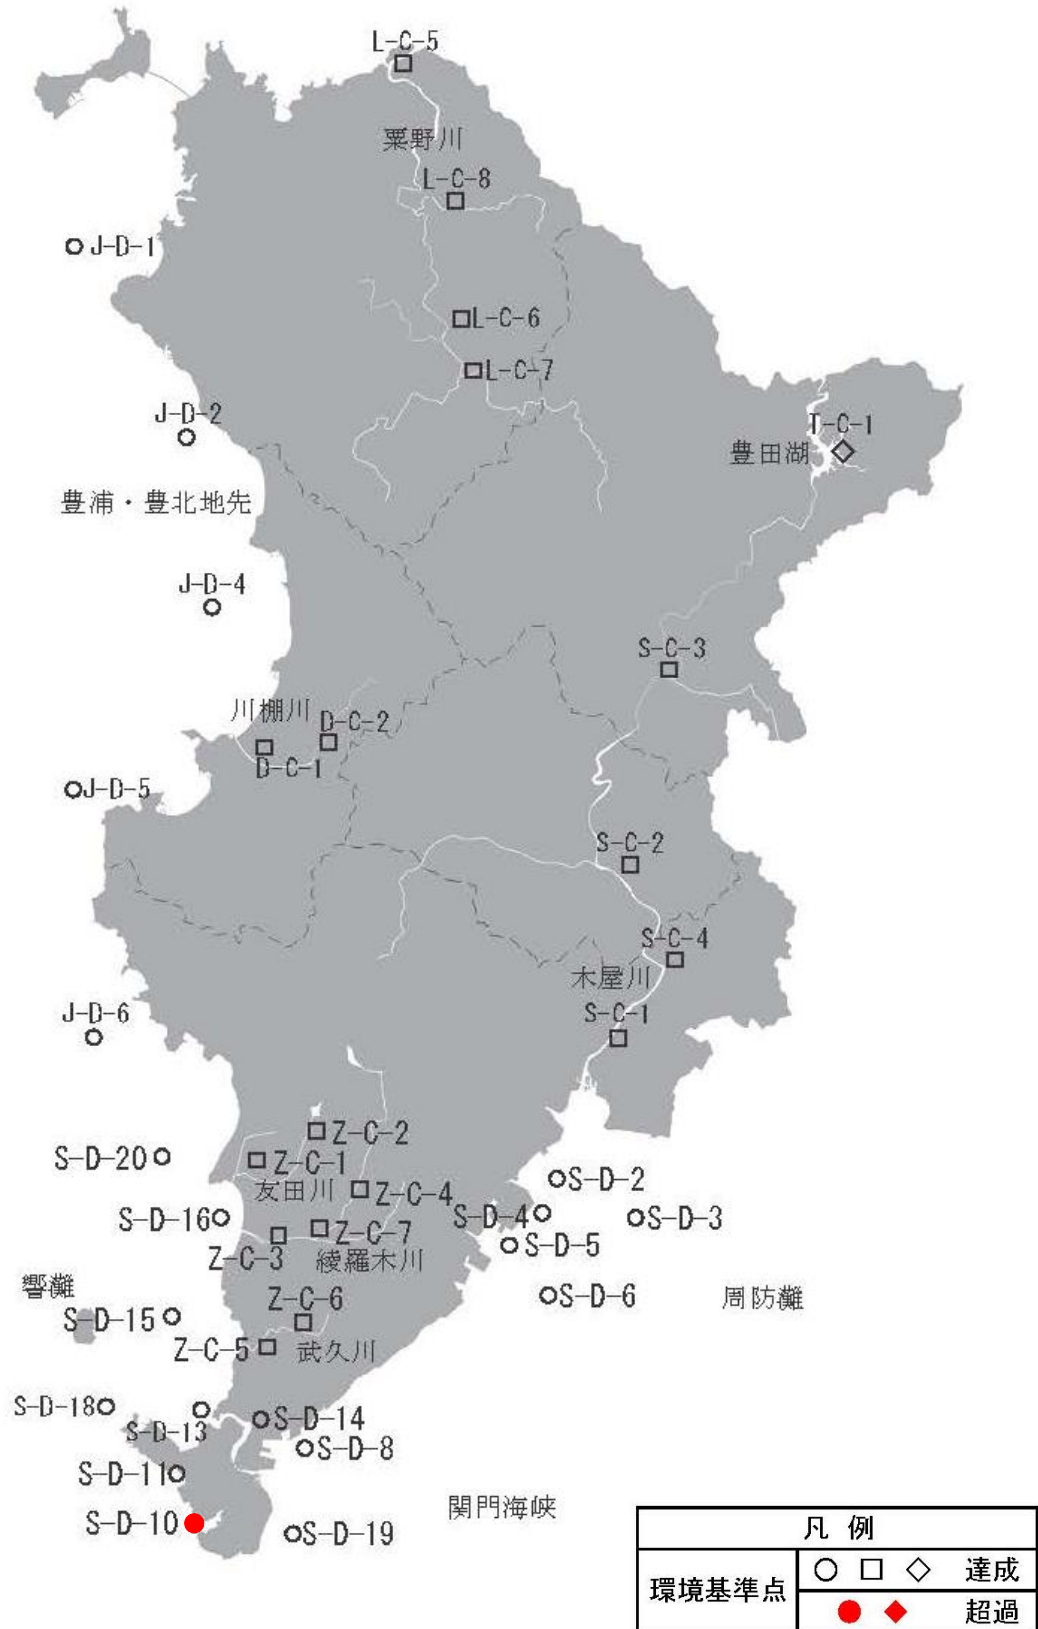 L-C-5
粟野川
L-C-8
J-D-1
L-C-6
L-C-7
J-D-2
T-C-1
豊田湖
豊浦・豊北地先
J-D-4
S-C-3
川棚川
D-C-2
D-C-1
J-D-5
S-C-2
S-C-4
木屋川
J-D-6
S-C-1
Z-C-2
S-D-20
Z-C-1
友田川
Z-C-4
S-D-2
S-D-16
S-D-4
S-D-3
Z-C-7
Z-C-3
S-D-5
綾羅木川
響灘
Z-C-6
S-D-6
周防灘
S-D-15
Z-C-5
武久川
S-D-18
S-D-13
S-D-14
S-D-8
S-D-11
関門海峡
S-D-10
S-D-19
凡 例
環境基準点
○ □ ◇ 達成
● ◆ 超過